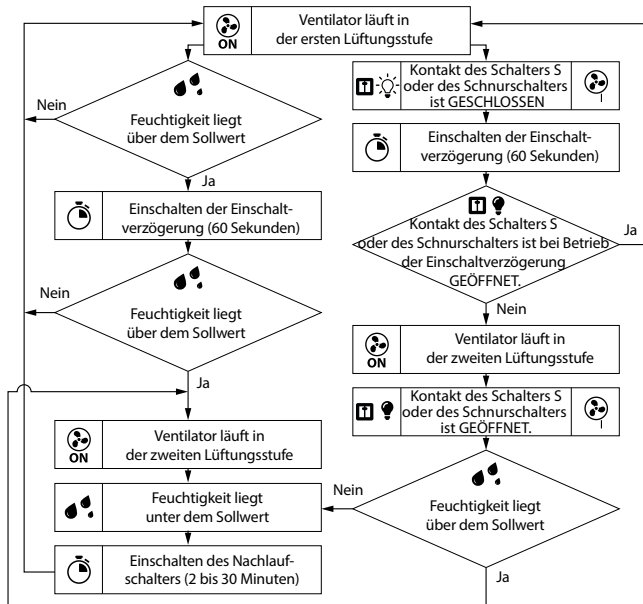 ON
Ventilator läuft in
der ersten Lüftungsstufe
Nein
Feuchtigkeit liegt
über dem Sollwert
Ja
Einschalten der Einschalt-
verzögerung (60 Sekunden)
Nein
Feuchtigkeit liegt
über dem Sollwert
Ja
ON
Ventilator läuft in
der zweiten Lüftungsstufe
Feuchtigkeit liegt
unter dem Sollwert
Einschalten des Nachlauf-
schalters (2 bis 30 Minuten)
Kontakt des Schalters S
oder des Schnurschalters
ist GESCHLOSSEN
Einschalten der Einschalt-
verzögerung (60 Sekunden)
Kontakt des Schalters S
oder des Schnurschalters ist bei Betrieb
der Einschaltverzögerung
GEÖFFNET.
Ja
Nein
ON
Ventilator läuft in
der zweiten Lüftungsstufe
Kontakt des Schalters S
oder des Schnurschalters
ist GEÖFFNET.
Nein
Feuchtigkeit liegt
über dem Sollwert
Ja